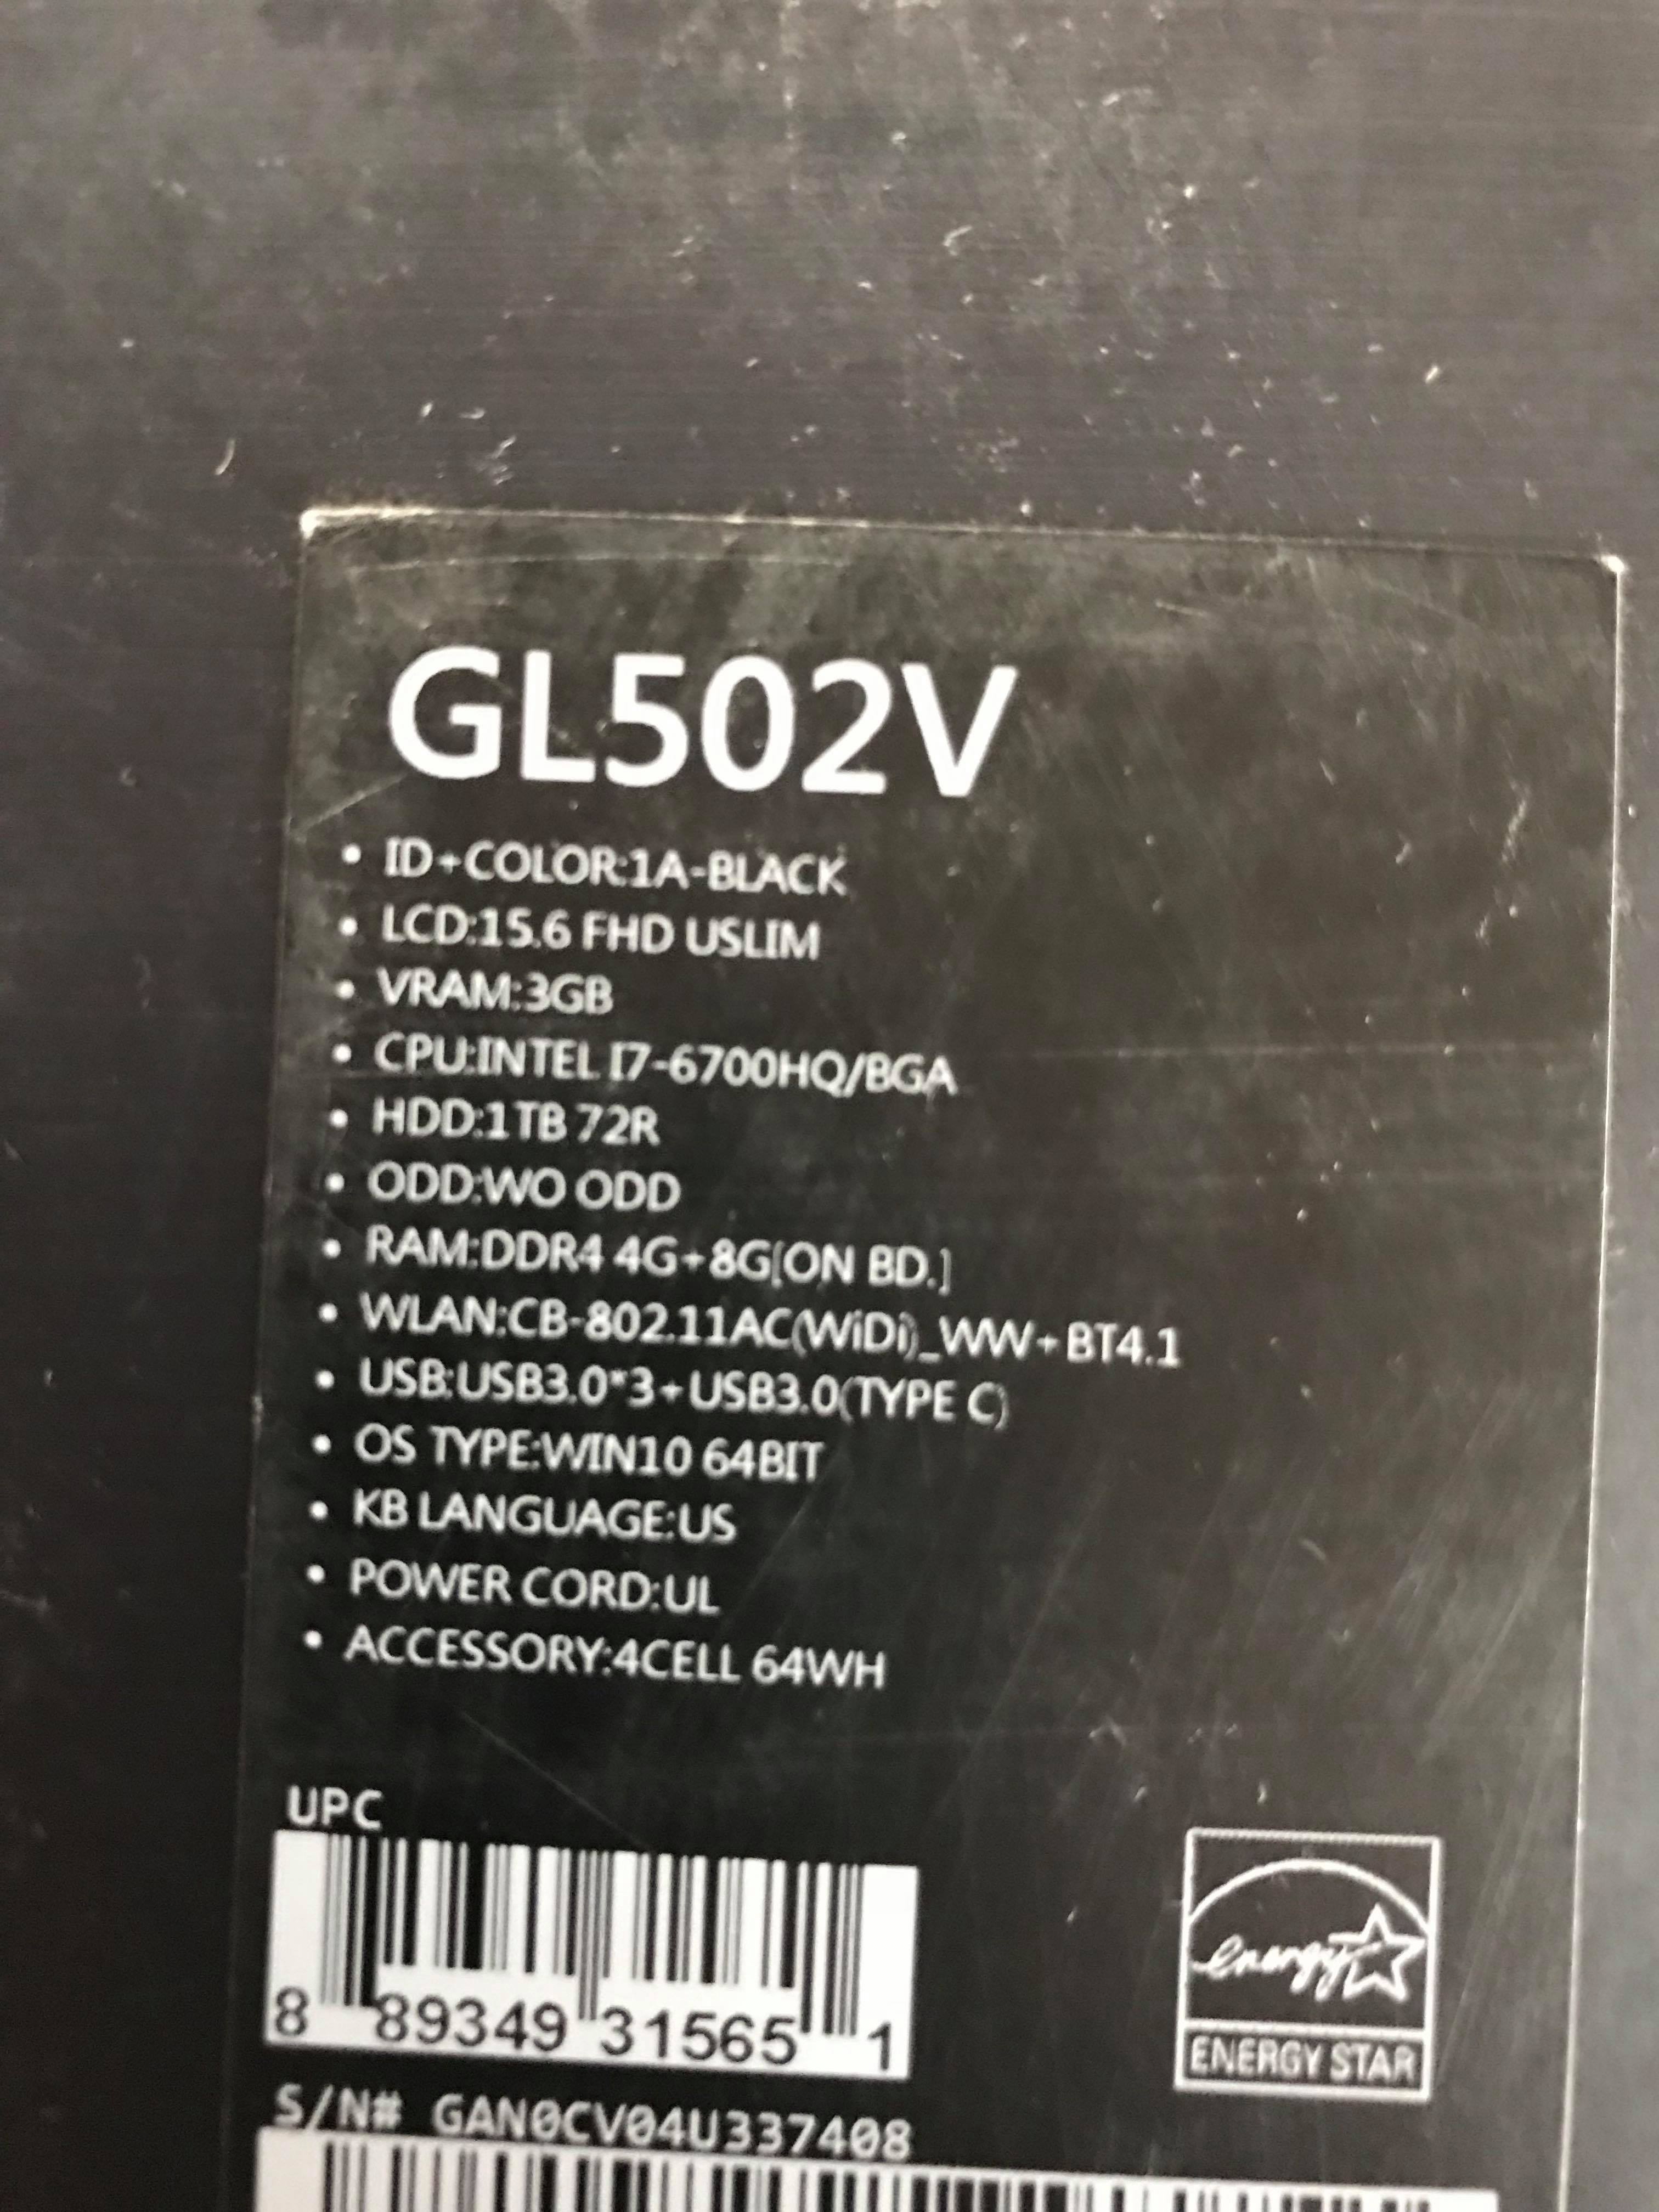 GL502V
• ID+COLOR:1A-BLACK
• LCD:15.6 FHD USLIM
• VRAM:3GB
• CPU:INTEL I7-6700HQ/BGA
• HDD:1TB 72R
• ODD:WO ODD
• RAM:DDR4 4G+8G[ON BD.]
• WLAN:CB-802.11AC(WiDi)_WW+BT4.1
• USB:USB3.0*3+USB3.0(TYPE C)
• OS TYPE:WIN10 64BIT
• KB LANGUAGE:US
• POWER CORD:UL
• ACCESSORY:4CELL 64WH
UPC
8 89349 31565 1
energy
ENERGY STAR
S/N# GAN0CV04U337408